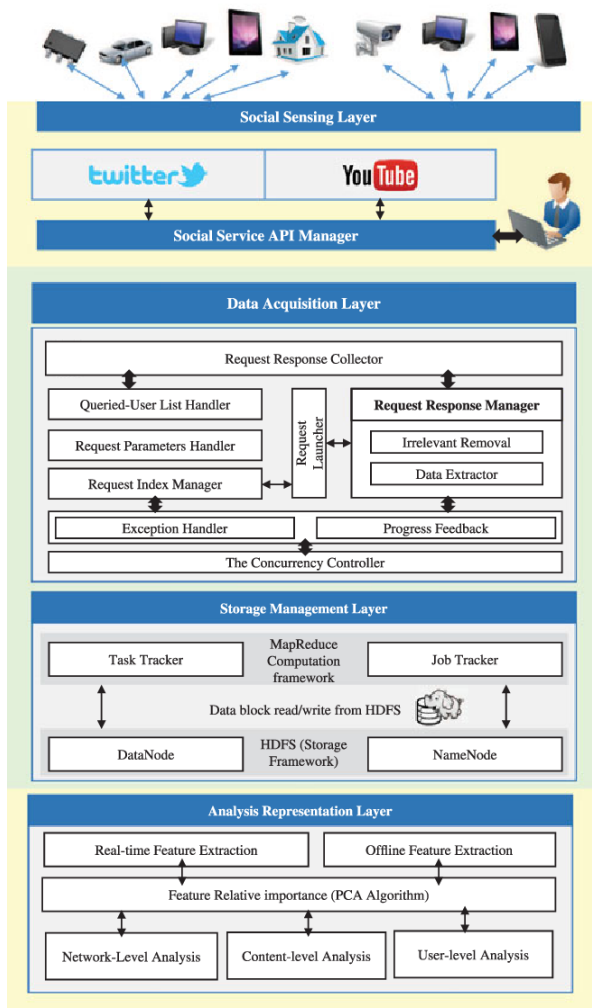 Social Sensing Layer
twitter
YouTube
Social Service API Manager
Data Acquisition Layer
Request Response Collector
Queried-User List Handler
Request Parameters Handler
Request Index Manager
Request
Launcher
Request Response Manager
Irrelevant Removal
Data Extractor
Exception Handler
Progress Feedback
The Concurrency Controller
Storage Management Layer
Task Tracker
MapReduce
Computation
framework
Job Tracker
Data block read/write from HDFS
DataNode
HDFS (Storage
Framework)
NameNode
Analysis Representation Layer
Real-time Feature Extraction
Offline Feature Extraction
Feature Relative importance (PCA Algorithm)
Network-Level Analysis
Content-level Analysis
User-level Analysis